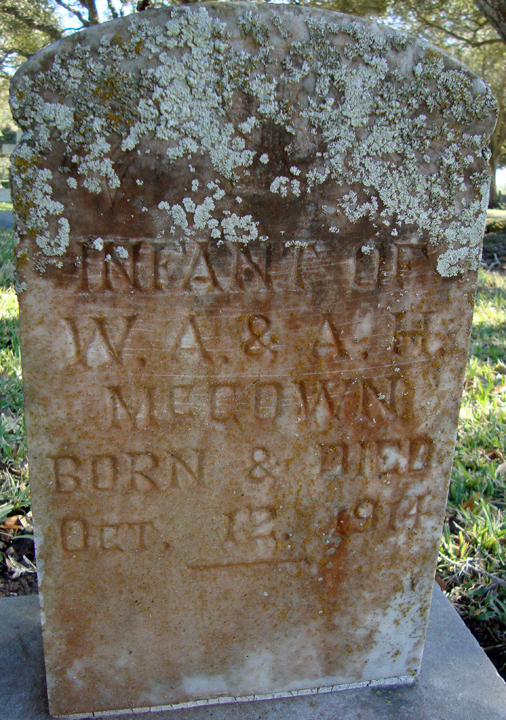 INFANT OF
W. A. & A. H.
MCGOWN
BORN & DIED
OCT. 12. 1914